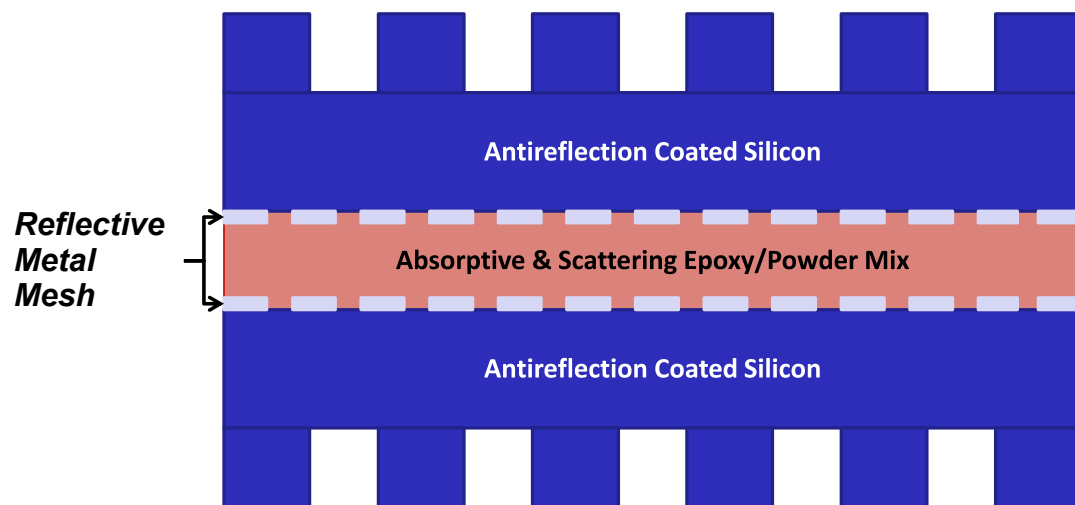 Antireflection Coated Silicon
Reflective
Metal
Mesh
Absorptive & Scattering Epoxy/Powder Mix
Antireflection Coated Silicon